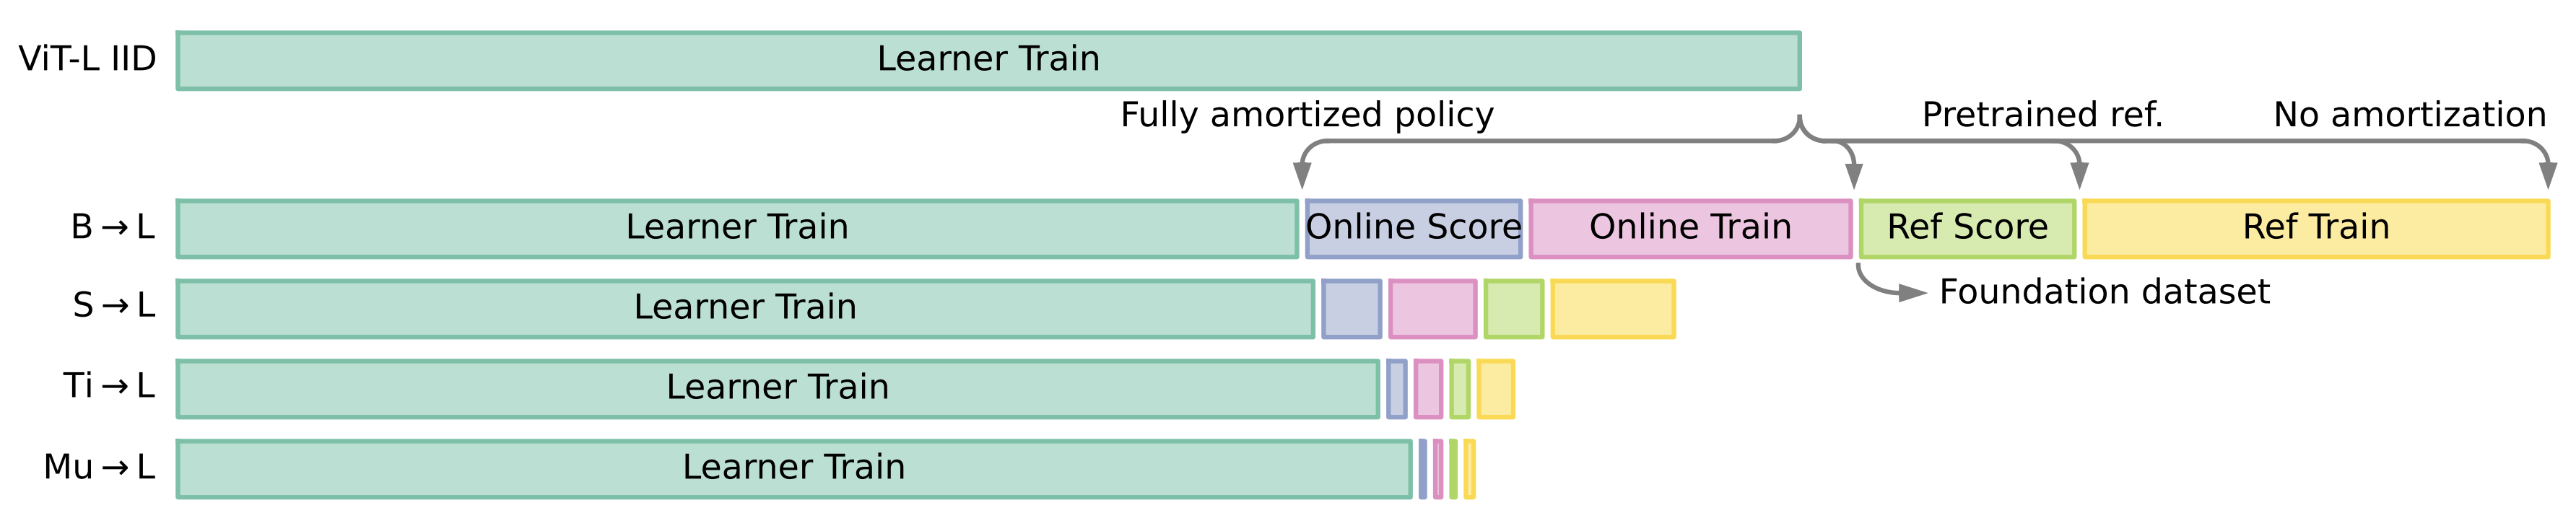 ViT-L IID
Learner Train
Fully amortized policy
Pretrained ref.
No amortization
B→L
Learner Train
Online Score
Online Train
Ref Score
Ref Train
S→L
Learner Train
Foundation dataset
Ti→L
Learner Train
Mu→L
Learner Train